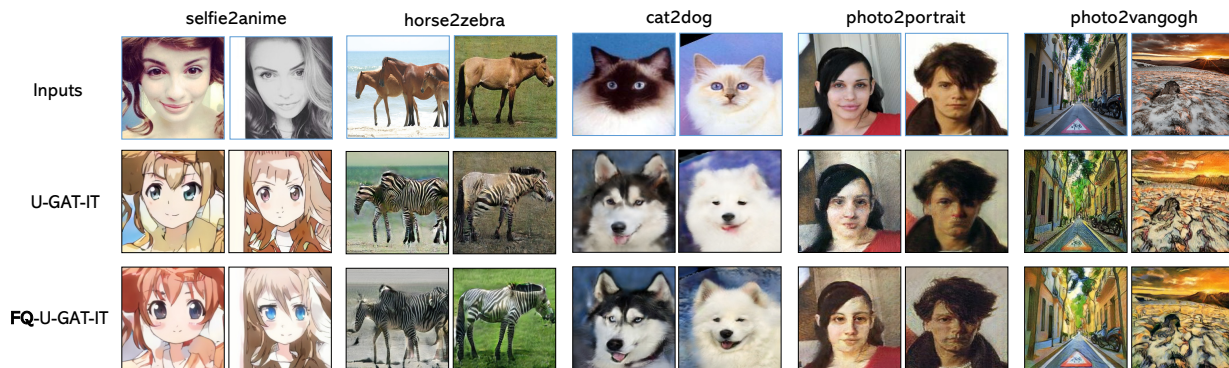 selfie2anime
horse2zebra
cat2dog
photo2portrait
photo2vangogh
Inputs
U-GAT-IT
FQ-U-GAT-IT